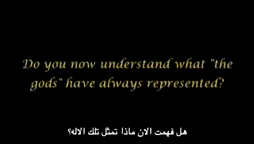 Do you now understand what "the
gods" have always represented?
هل فهمت الان ماذا تمثل تلك الاله؟